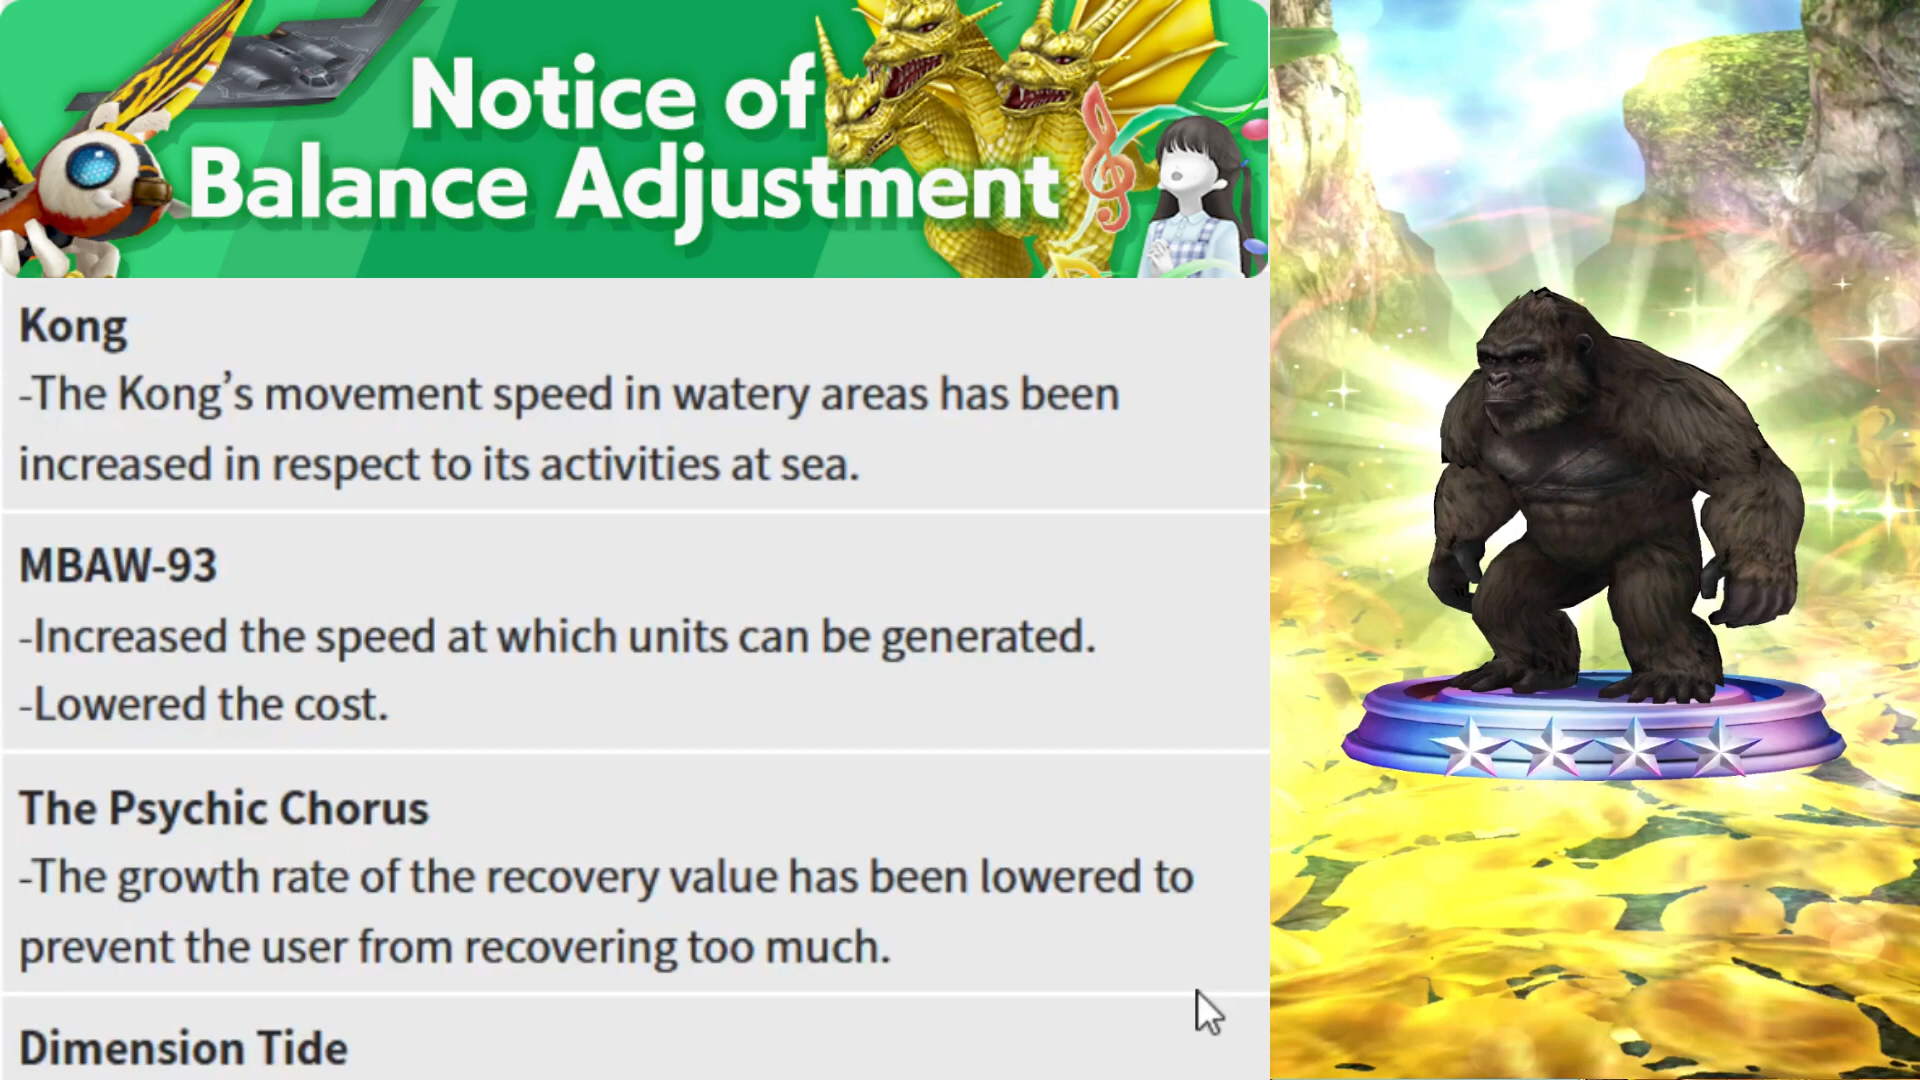 Notice of
Balance Adjustment
Kong
-The Kong’s movement speed in watery areas has been
increased in respect to its activities at sea.
MBAW-93
-Increased the speed at which units can be generated.
-Lowered the cost.
The Psychic Chorus
-The growth rate of the recovery value has been lowered to
prevent the user from recovering too much.
Dimension Tide